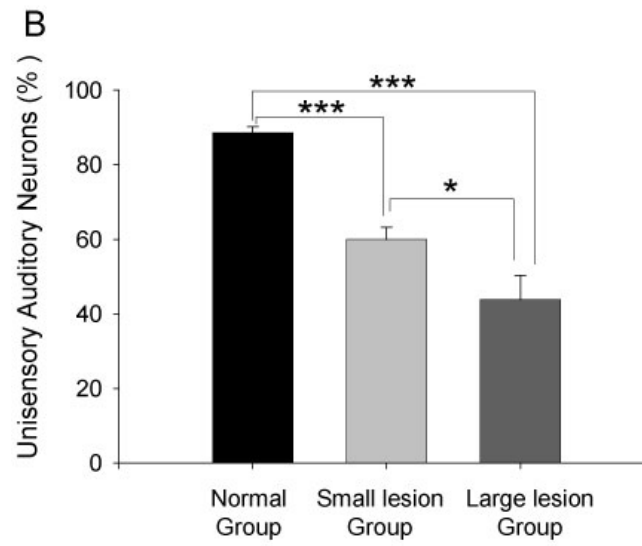 B
Unisensory Auditory Neurons (%)
100
80
60
40
20
0
***
***
*
Normal Group
Small lesion Group
Large lesion Group